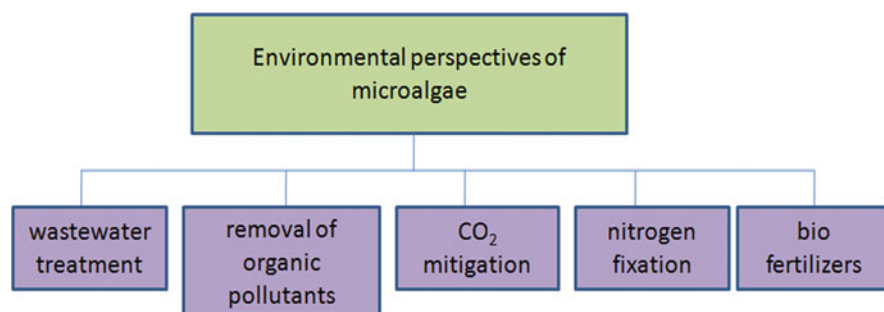 Environmental perspectives of
microalgae
wastewater
treatment
removal of
organic
pollutants
CO₂
mitigation
nitrogen
fixation
bio
fertilizers